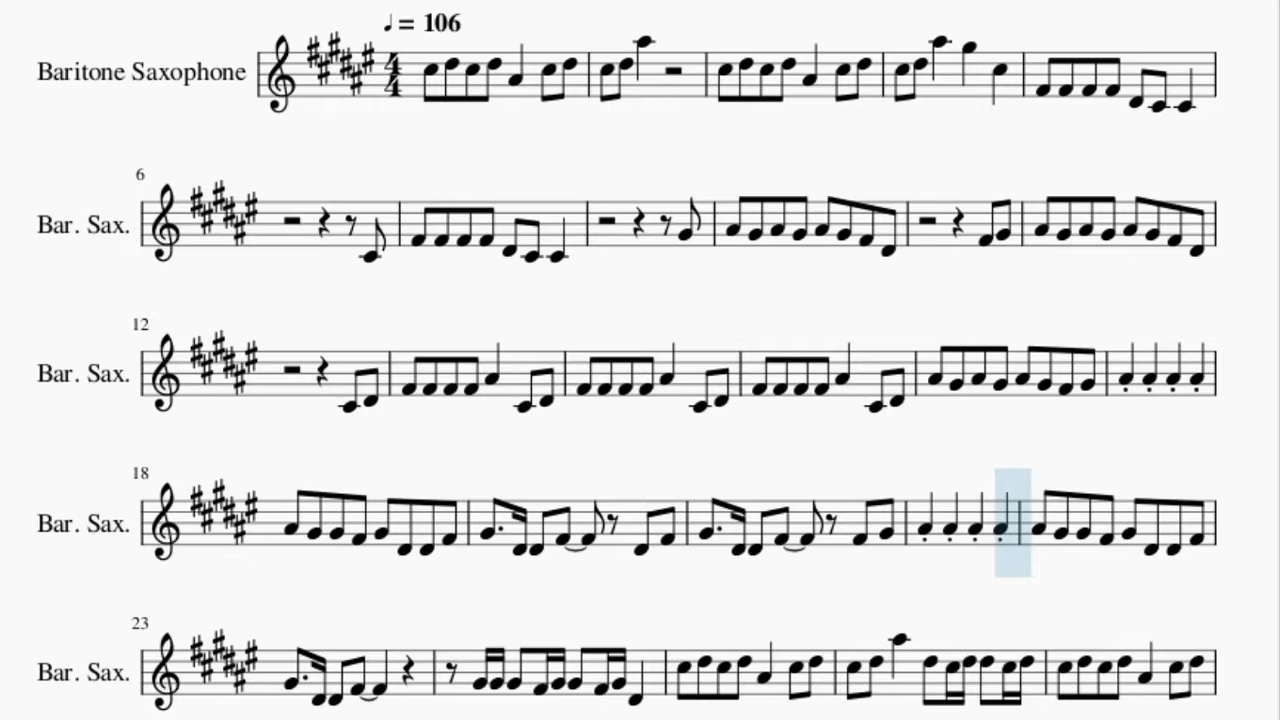 ♩ = 106
Baritone Saxophone
4
4
6
Bar. Sax.
12
Bar. Sax.
18
Bar. Sax.
23
Bar. Sax.